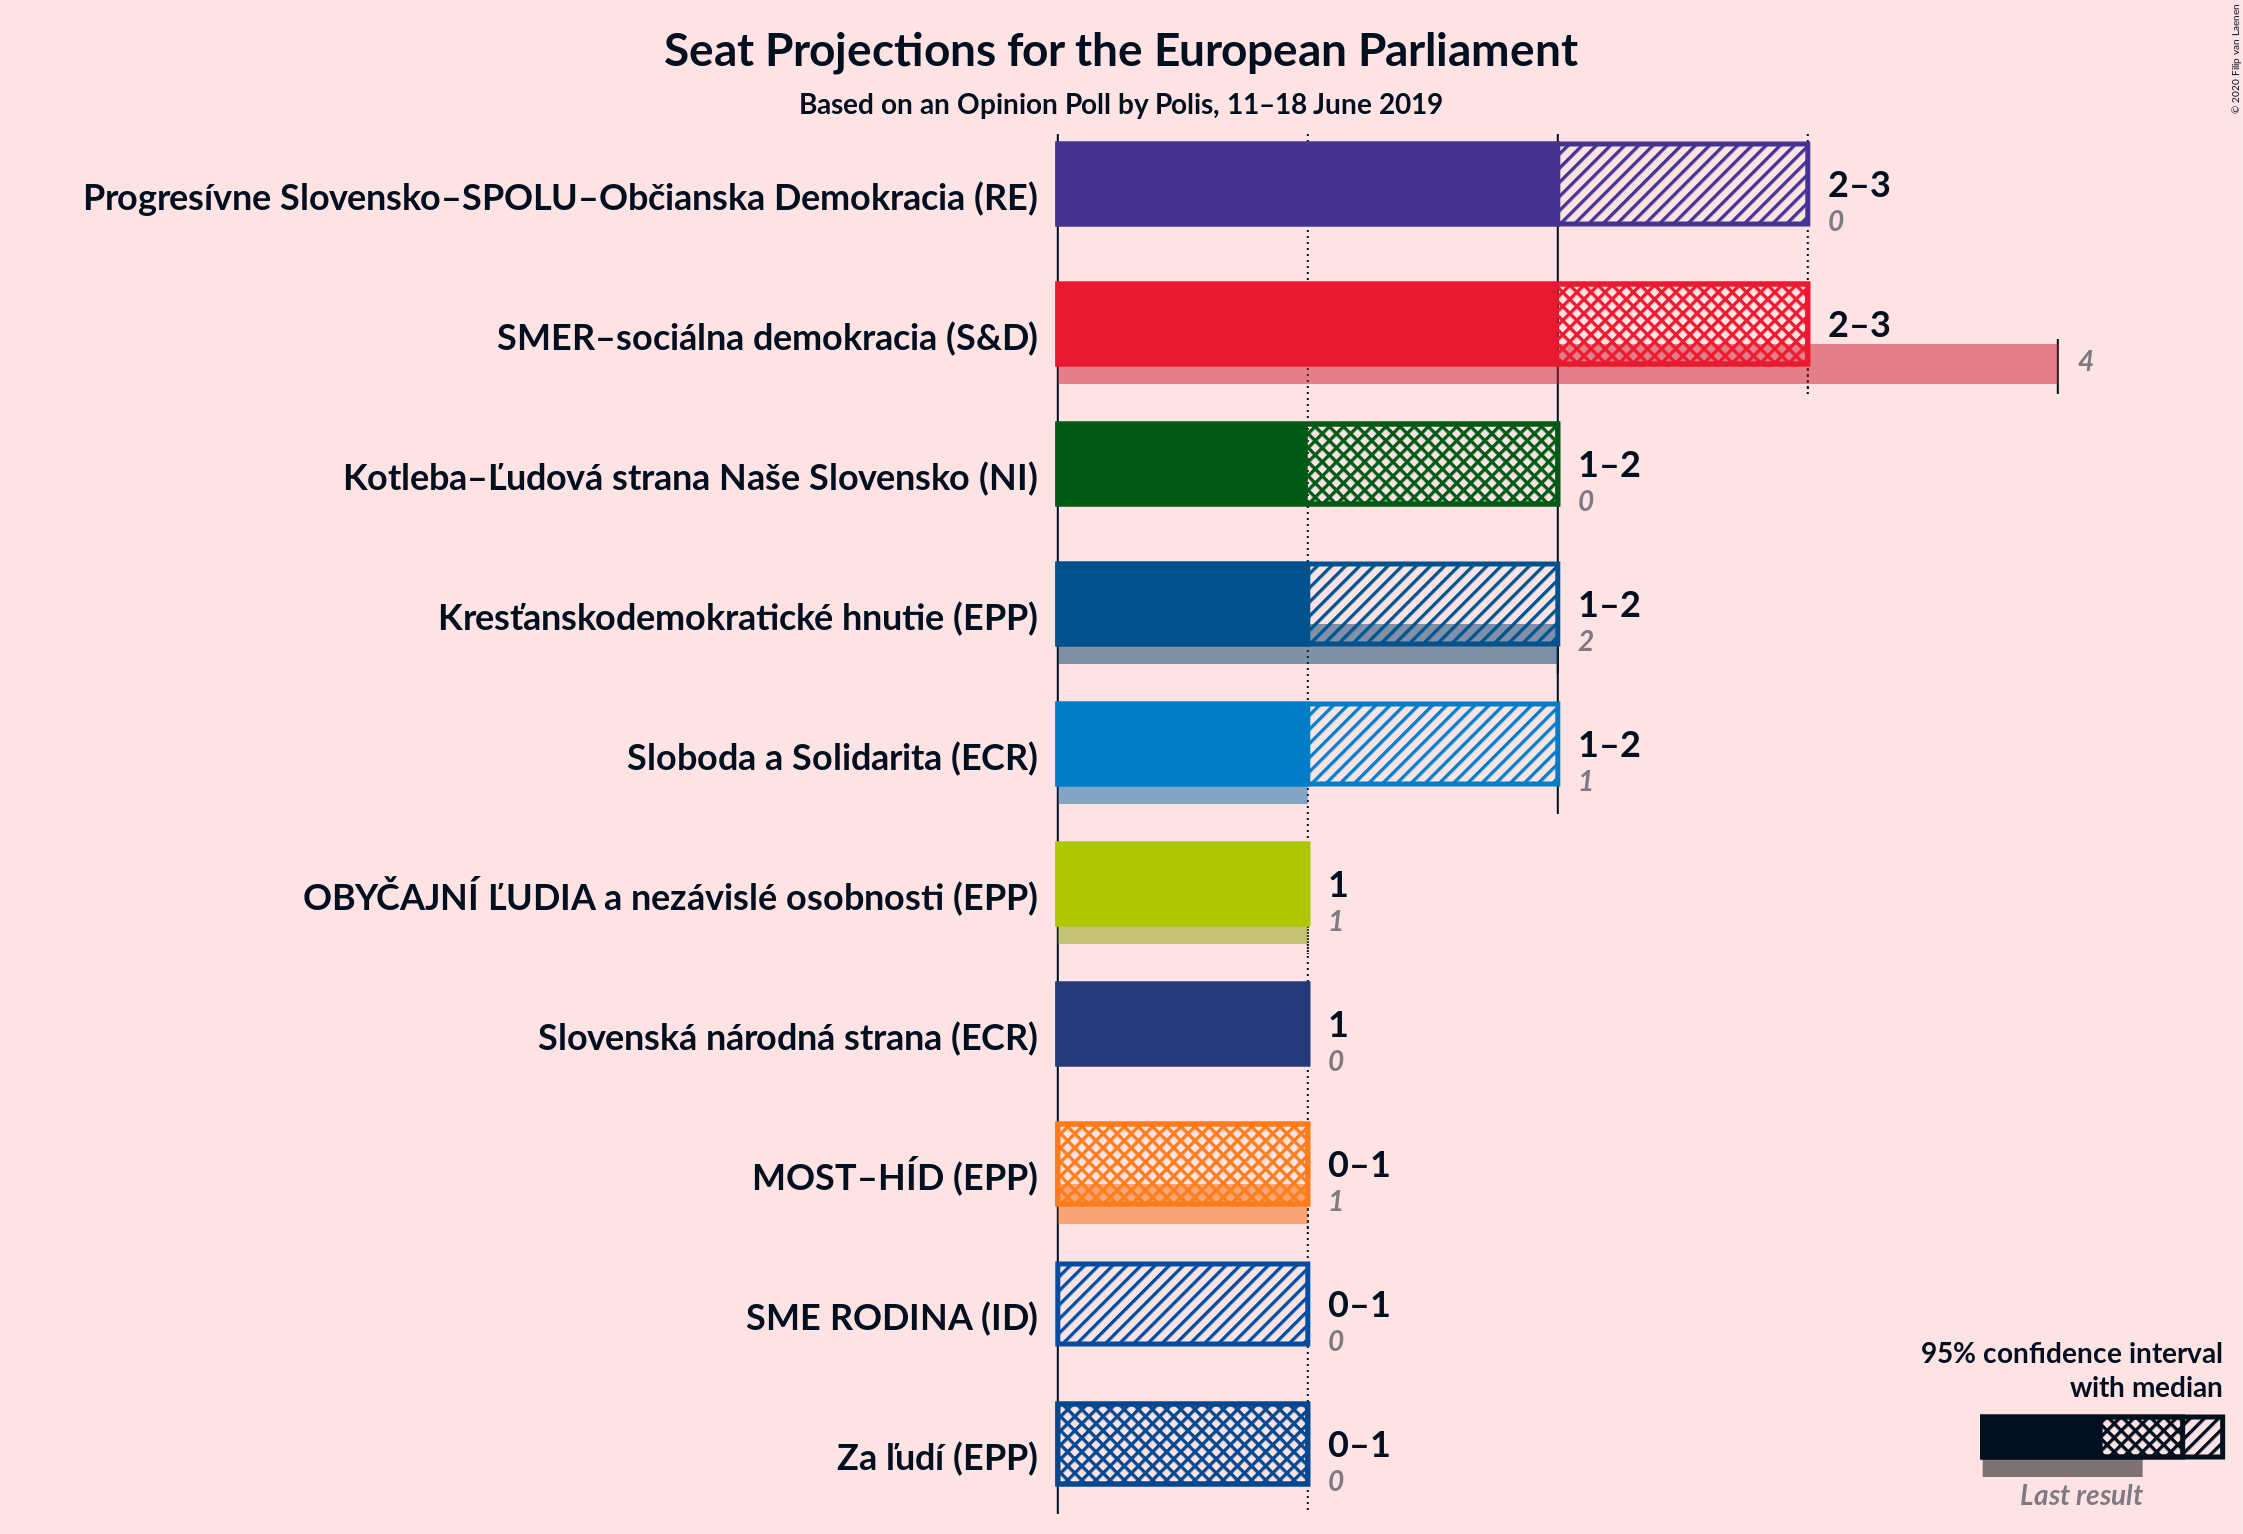 Seat Projections for the European Parliament
Based on an Opinion Poll by Polis, 11–18 June 2019
© 2020 Filip van Laenen
Progresívne Slovensko–SPOLU–Občianska Demokracia (RE)
2–3
0
SMER–sociálna demokracia (S&D)
2–3
4
Kotleba–Ľudová strana Naše Slovensko (NI)
1–2
0
Kresťanskodemokratické hnutie (EPP)
1–2
2
Sloboda a Solidarita (ECR)
1–2
1
OBYČAJNÍ ĽUDIA a nezávislé osobnosti (EPP)
1
1
Slovenská národná strana (ECR)
1
0
MOST–HÍD (EPP)
0–1
1
SME RODINA (ID)
0–1
0
Za ľudí (EPP)
0–1
0
95% confidence interval
with median
Last result